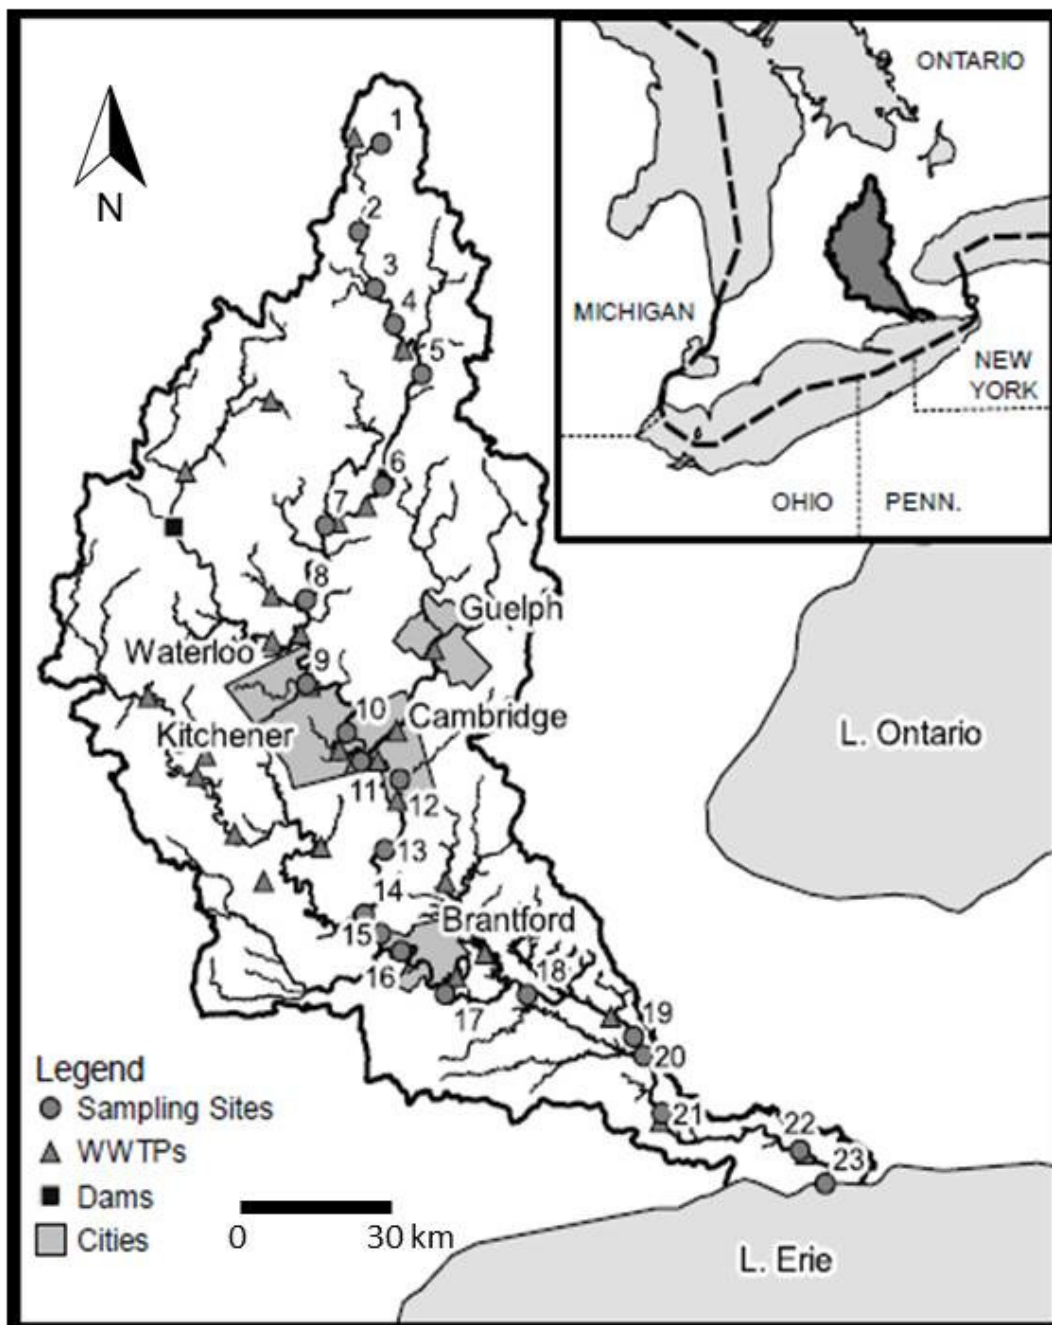 ONTARIO
MICHIGAN
NEW
YORK
OHIO
PENN.
N
1
2
3
4
5
6
7
8
Guelph
Waterloo
9
10
Cambridge
Kitchener
L. Ontario
11
12
13
14
Brantford
15
16
18
17
19
20
21
22
23
Legend
Sampling Sites
WWTPs
Dams
Cities
0
30 km
L. Erie